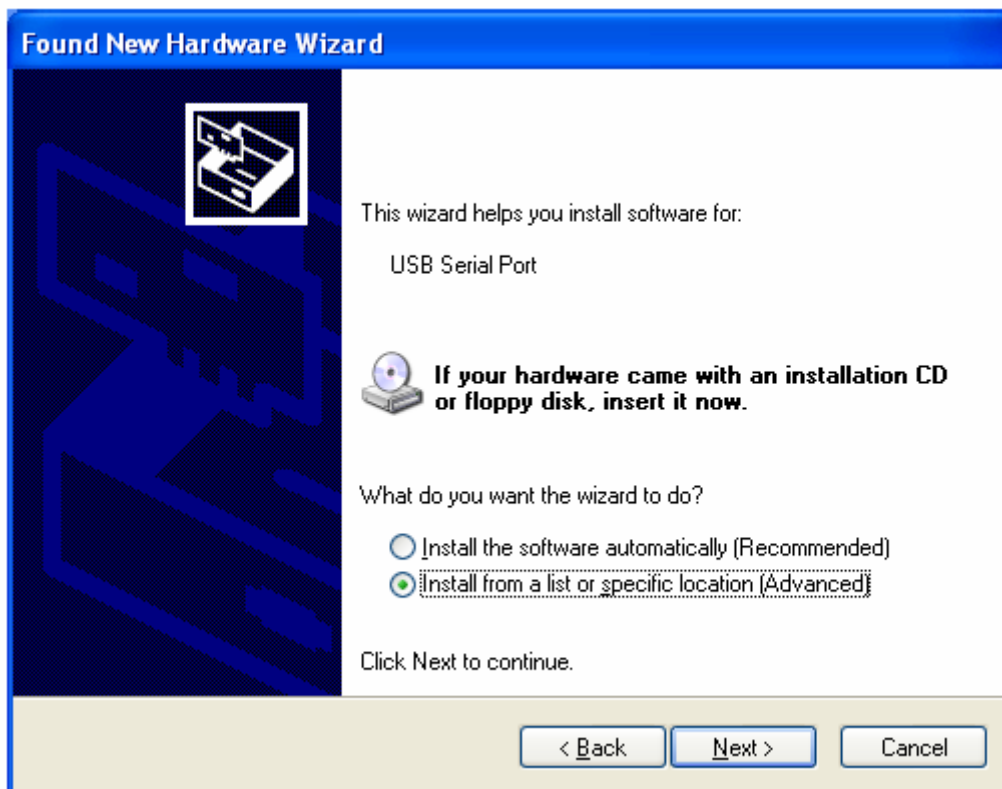 Found New Hardware Wizard
This wizard helps you install software for:
USB Serial Port
If your hardware came with an installation CD
or floppy disk, insert it now.
What do you want the wizard to do?
Install the software automatically (Recommended)
Install from a list or specific location (Advanced)
Click Next to continue.
< Back Next > Cancel